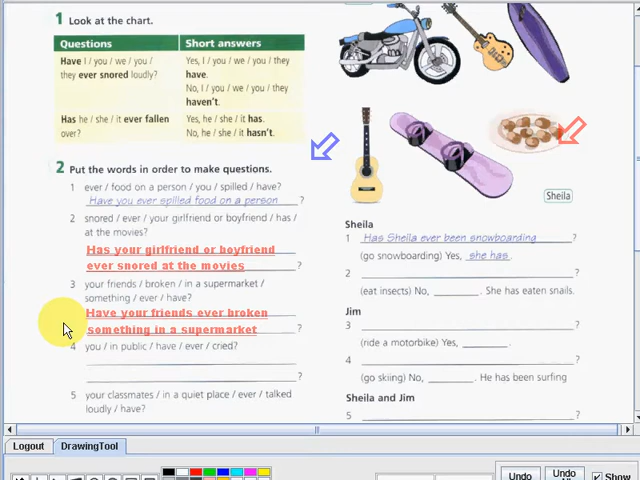 1 Look at the chart.
Questions Short answers
Have I / you / we / you / they ever snored loudly?
Yes, I / you / we / you / they have.
No, I / you / we / you / they haven't.
Has he / she / it ever fallen over?
Yes, he / she / it has.
No, he / she / it hasn't.
2 Put the words in order to make questions.
1 ever / food on a person / you / spilled / have?
Have you ever spilled food on a person ?
2 snored / ever / your girlfriend or boyfriend / has /
at the movies?
Has your girlfriend or boyfriend
ever snored at the movies ?
3 your friends / broken / in a supermarket /
something / ever / have?
Have your friends ever broken
something in a supermarket ?
4 you / in public / have / ever / cried?
?
5 your classmates / in a quiet place / ever / talked
loudly / have?
Sheila
Sheila
1 Has Sheila ever been snowboarding ?
(go snowboarding) Yes, she has.
2 ?
(eat insects) No, ________. She has eaten snails.
Jim
3 ?
(ride a motorbike) Yes, ________.
4 ?
(go skiing) No, ________. He has been surfing
Sheila and Jim
5 ?
Logout DrawingTool
Undo
Undo
Show